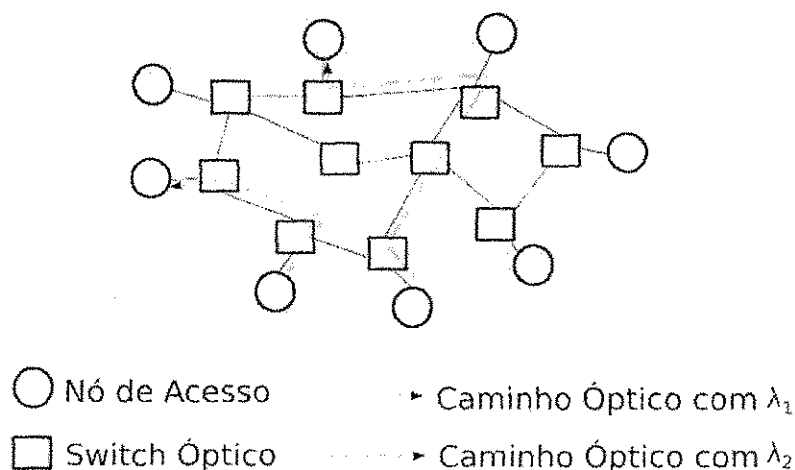 Nó de Acesso
Caminho Óptico com λ₁
Switch Óptico
Caminho Óptico com λ₂